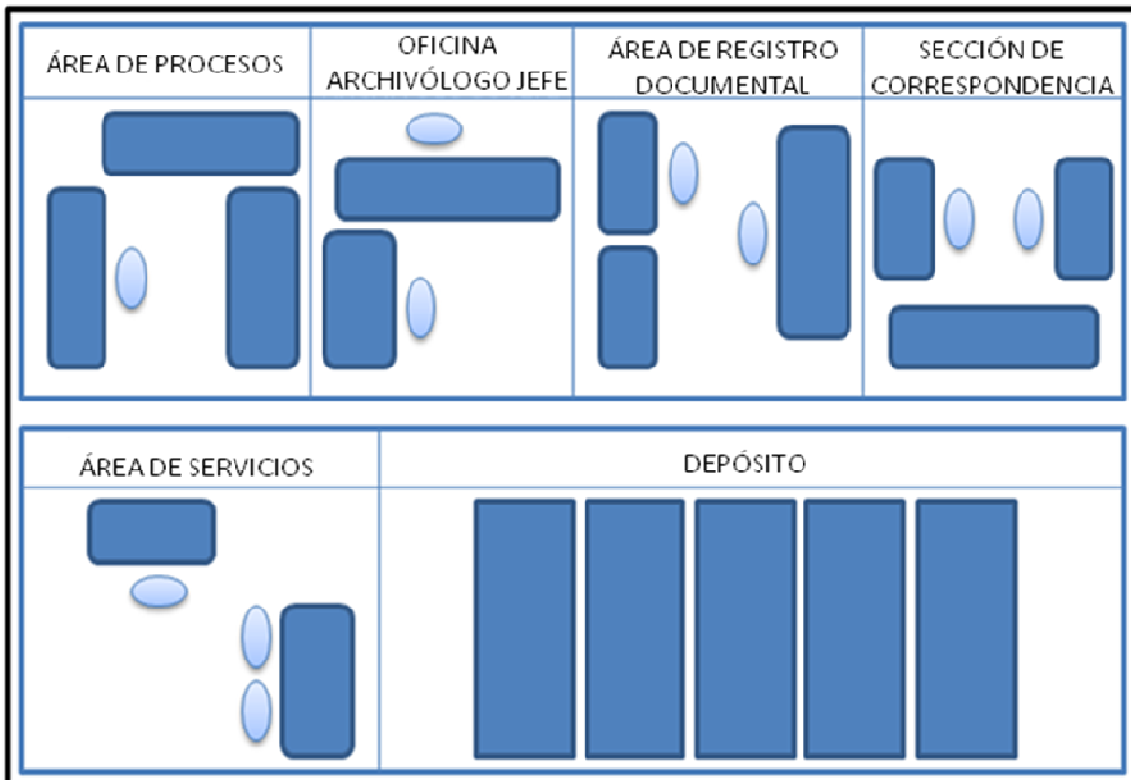 ÁREA DE PROCESOS
OFICINA
ARCHIVÓLOGO JEFE
ÁREA DE REGISTRO
DOCUMENTAL
SECCIÓN DE
CORRESPONDENCIA
ÁREA DE SERVICIOS
DEPÓSITO